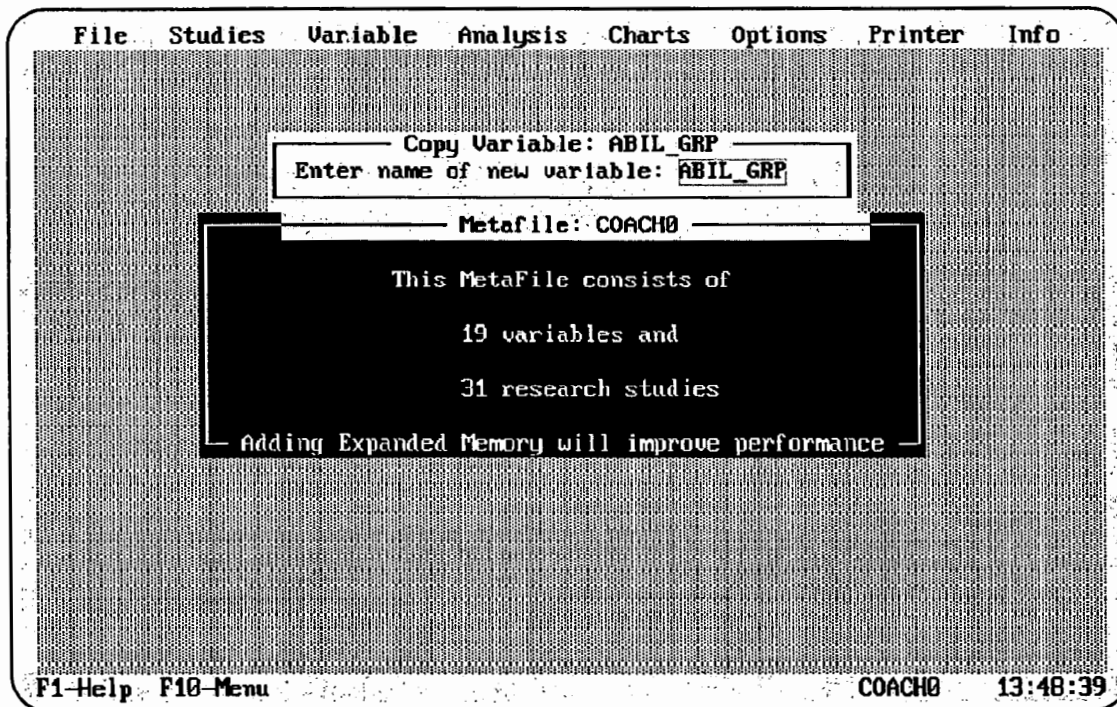 File Studies Variable Analysis Charts Options Printer Info
Copy Variable: ABIL_GRP
Enter name of new variable: ABIL_GRP
Metafile: COACH0
This MetaFile consists of
19 variables and
31 research studies
Adding Expanded Memory will improve performance
F1-Help F10-Menu COACH0 13:48:39